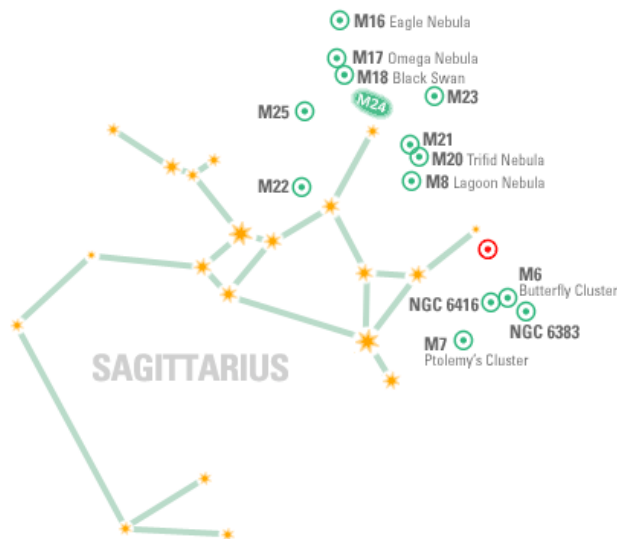 M16 Eagle Nebula
M17 Omega Nebula
M18 Black Swan
M24
M23
M25
M21
M20 Trifid Nebula
M22
M8 Lagoon Nebula
M6
Butterfly Cluster
NGC 6416
NGC 6383
M7
Ptolemy's Cluster
SAGITTARIUS